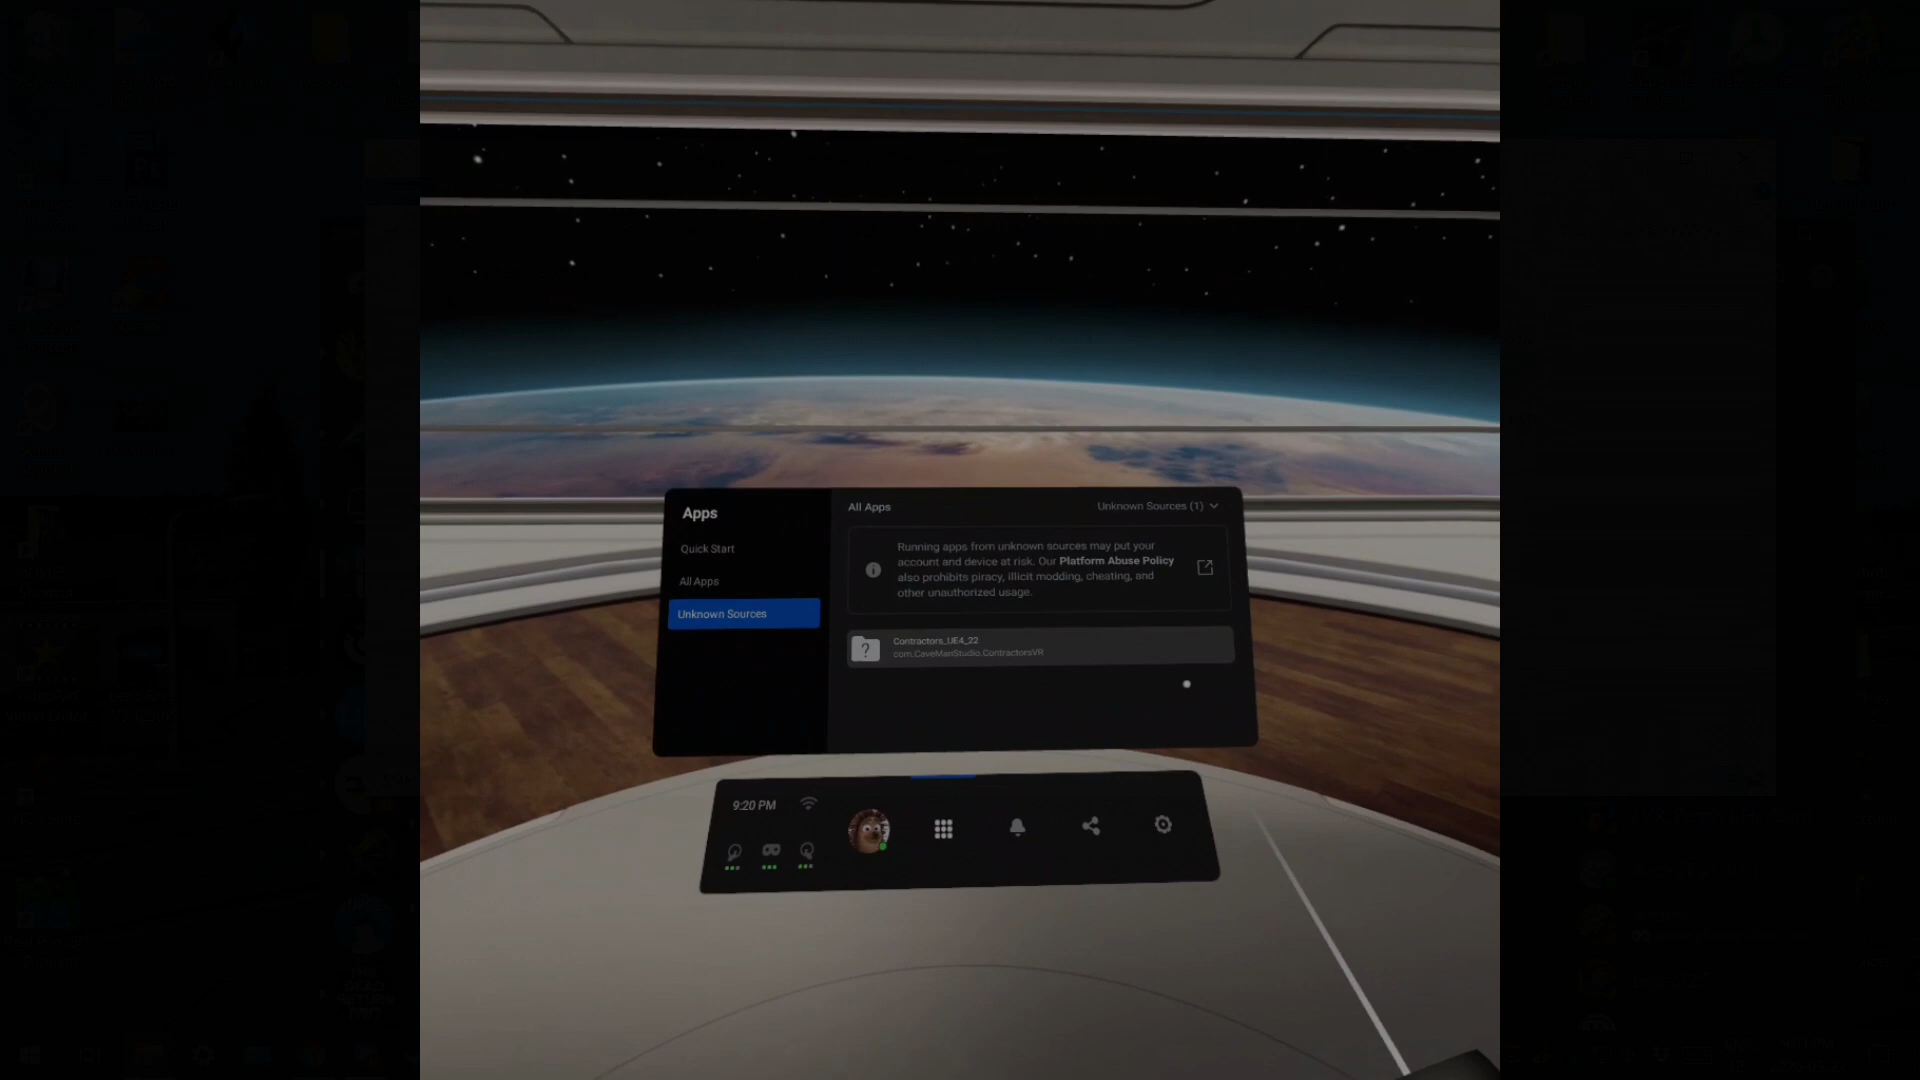 Apps
Quick Start
All Apps
Unknown Sources
All Apps
Unknown Sources (1)
Running apps from unknown sources may put your
account and device at risk. Our Platform Abuse Policy
also prohibits piracy, illicit modding, cheating, and
other unauthorized usage.
Contractors_UE4_22
com.CaveManStudio.ContractorsVR
9:20 PM